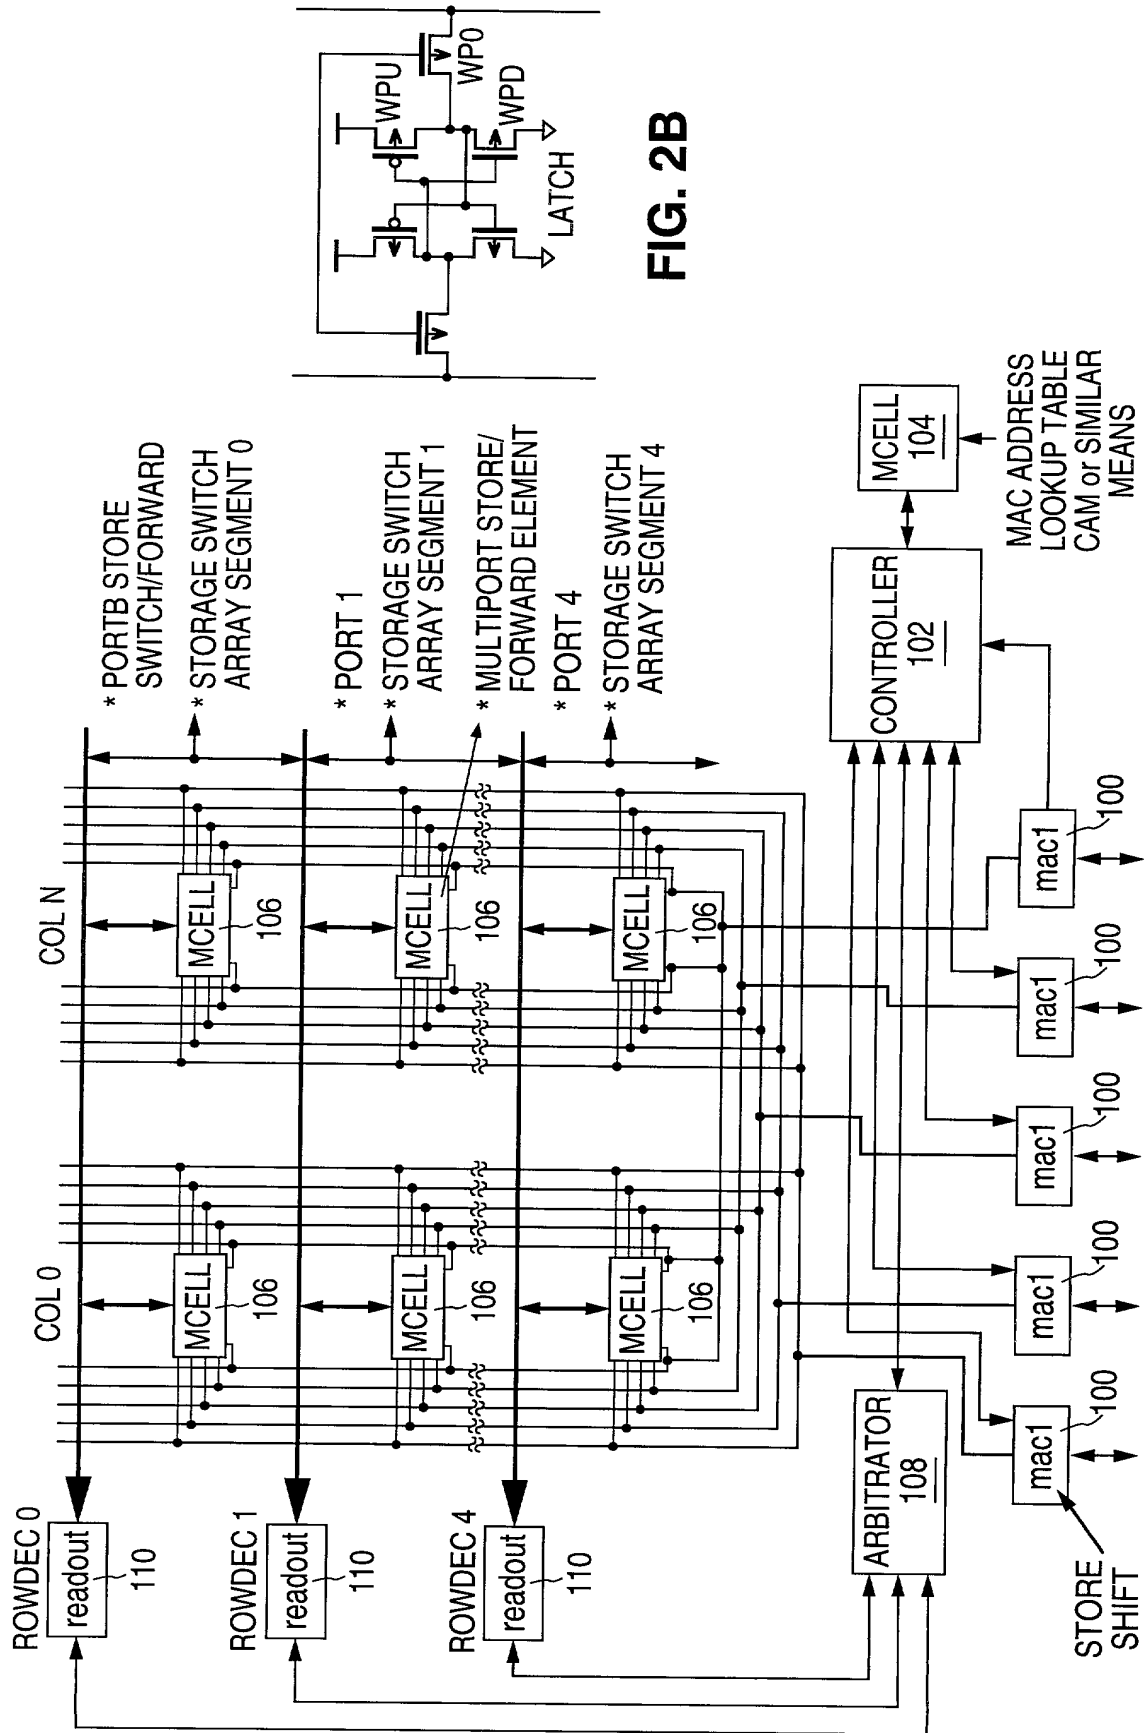 COL 0
COL N
ROWDEC 0
readout
110
MCELL
106
MCELL
106
* PORTB STORE
SWITCH/FORWARD
* STORAGE SWITCH
ARRAY SEGMENT 0
ROWDEC 1
readout
110
MCELL
106
MCELL
106
* PORT 1
* STORAGE SWITCH
ARRAY SEGMENT 1
* MULTIPORT STORE/
FORWARD ELEMENT
ROWDEC 4
readout
110
MCELL
106
MCELL
106
* PORT 4
* STORAGE SWITCH
ARRAY SEGMENT 4
ARBITRATOR
108
CONTROLLER
102
MCELL
104
MAC ADDRESS
LOOKUP TABLE
CAM or SIMILAR
MEANS
STORE
SHIFT
mac1
100
mac1
100
mac1
100
mac1
100
mac1
100
WPU
WP0
WPD
LATCH
FIG. 2B